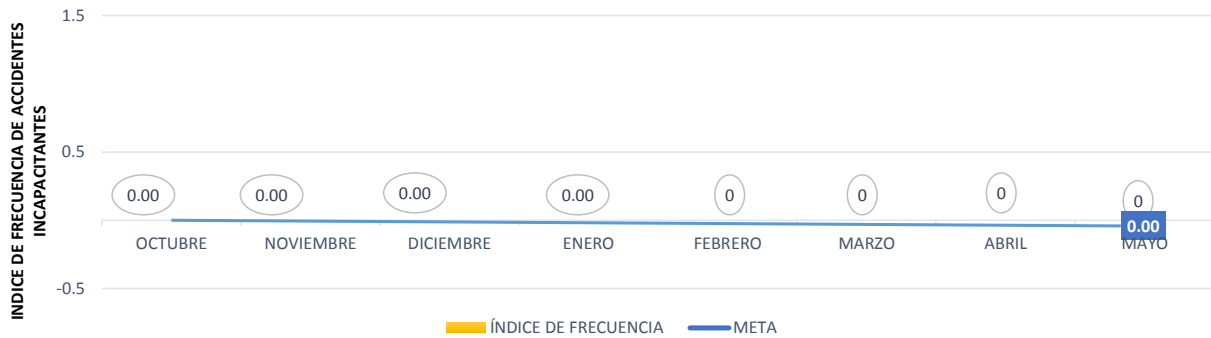 INDICE DE FRECUENCIA DE ACCIDENTES
INCAPACITANTES
1.5
0.5
-0.5
0.00 0.00 0.00 0.00 0 0 0 0
0.00
OCTUBRE NOVIEMBRE DICIEMBRE ENERO FEBRERO MARZO ABRIL MAYO
ÍNDICE DE FRECUENCIA META